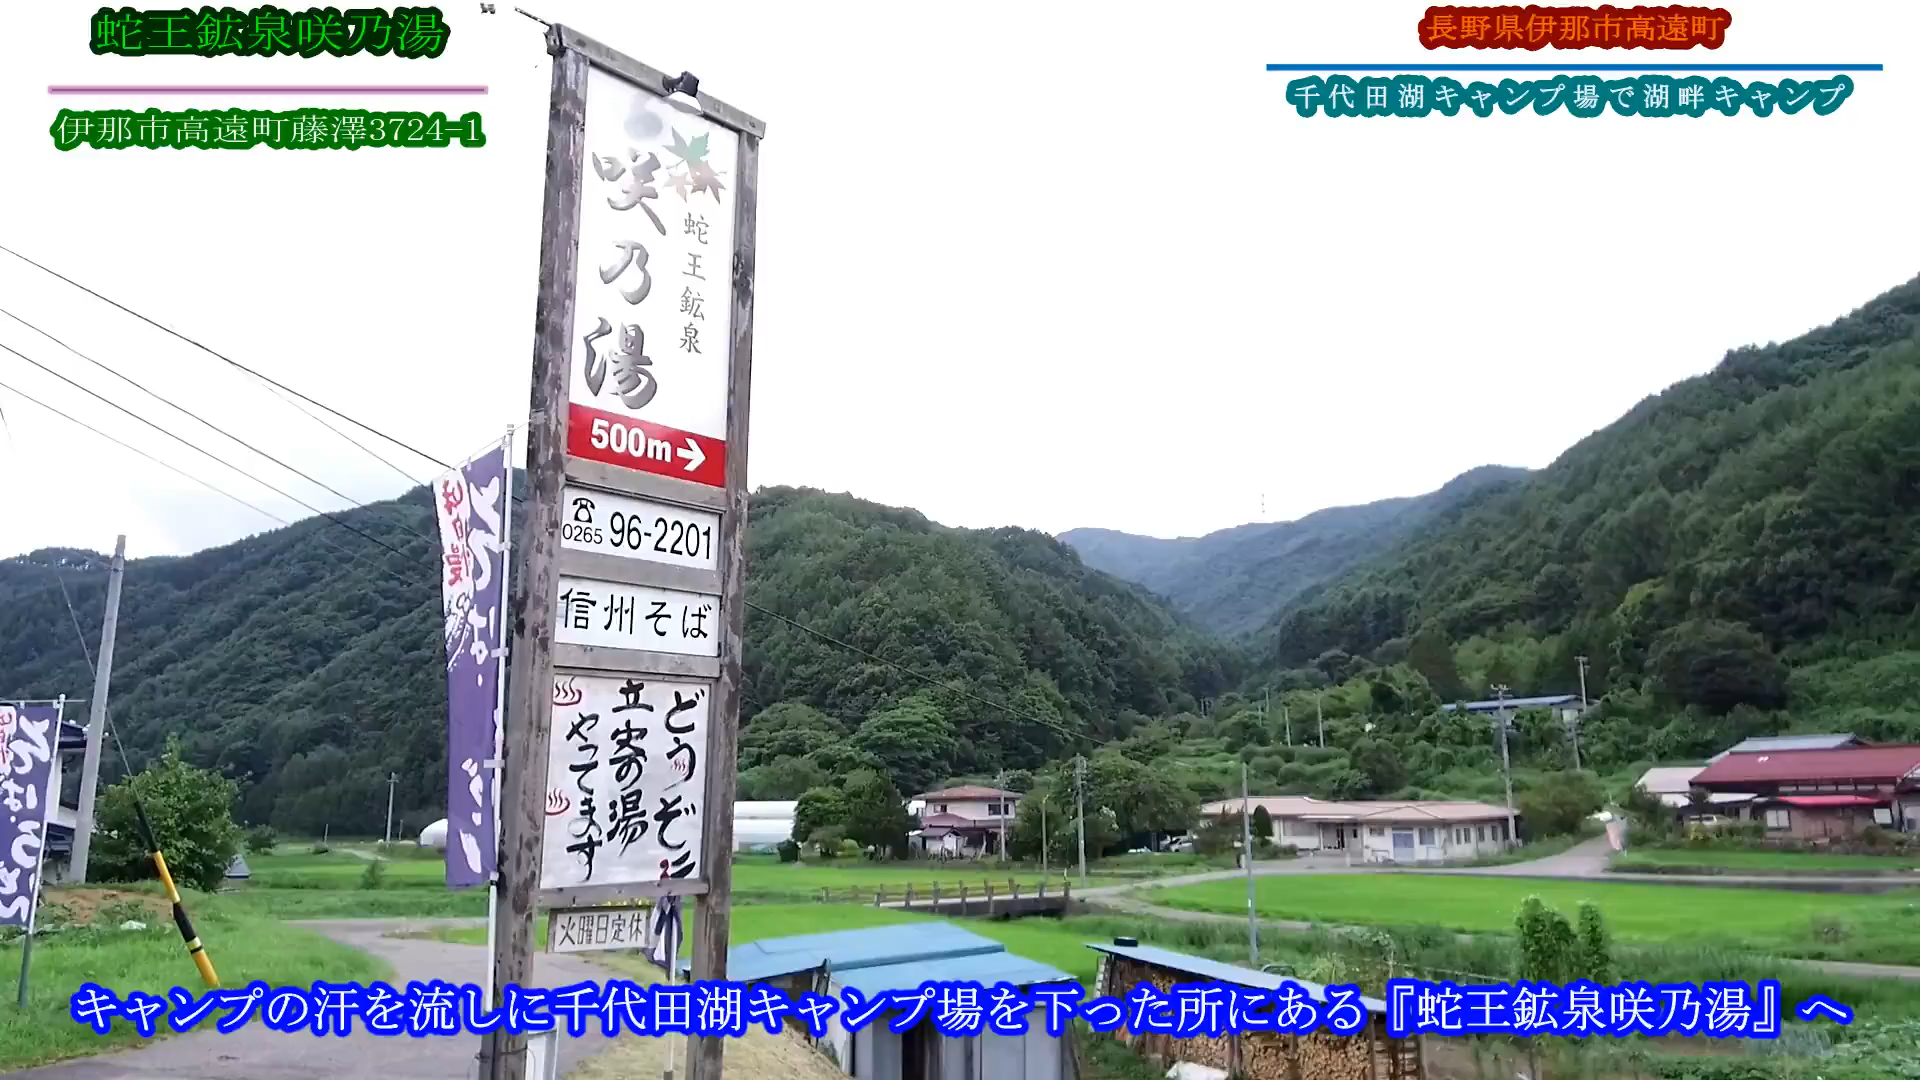 蛇王鉱泉咲乃湯
伊那市高遠町藤澤3724-1
長野県伊那市高遠町
千代田湖キャンプ場で湖畔キャンプ
咲乃湯
蛇王鉱泉
500m→
☎
0265 96-2201
信州そば
どうぞ
立寄の湯
やってます
火曜日定休
キャンプの汗を流しに千代田湖キャンプ場を下った所にある『蛇王鉱泉咲乃湯』へ